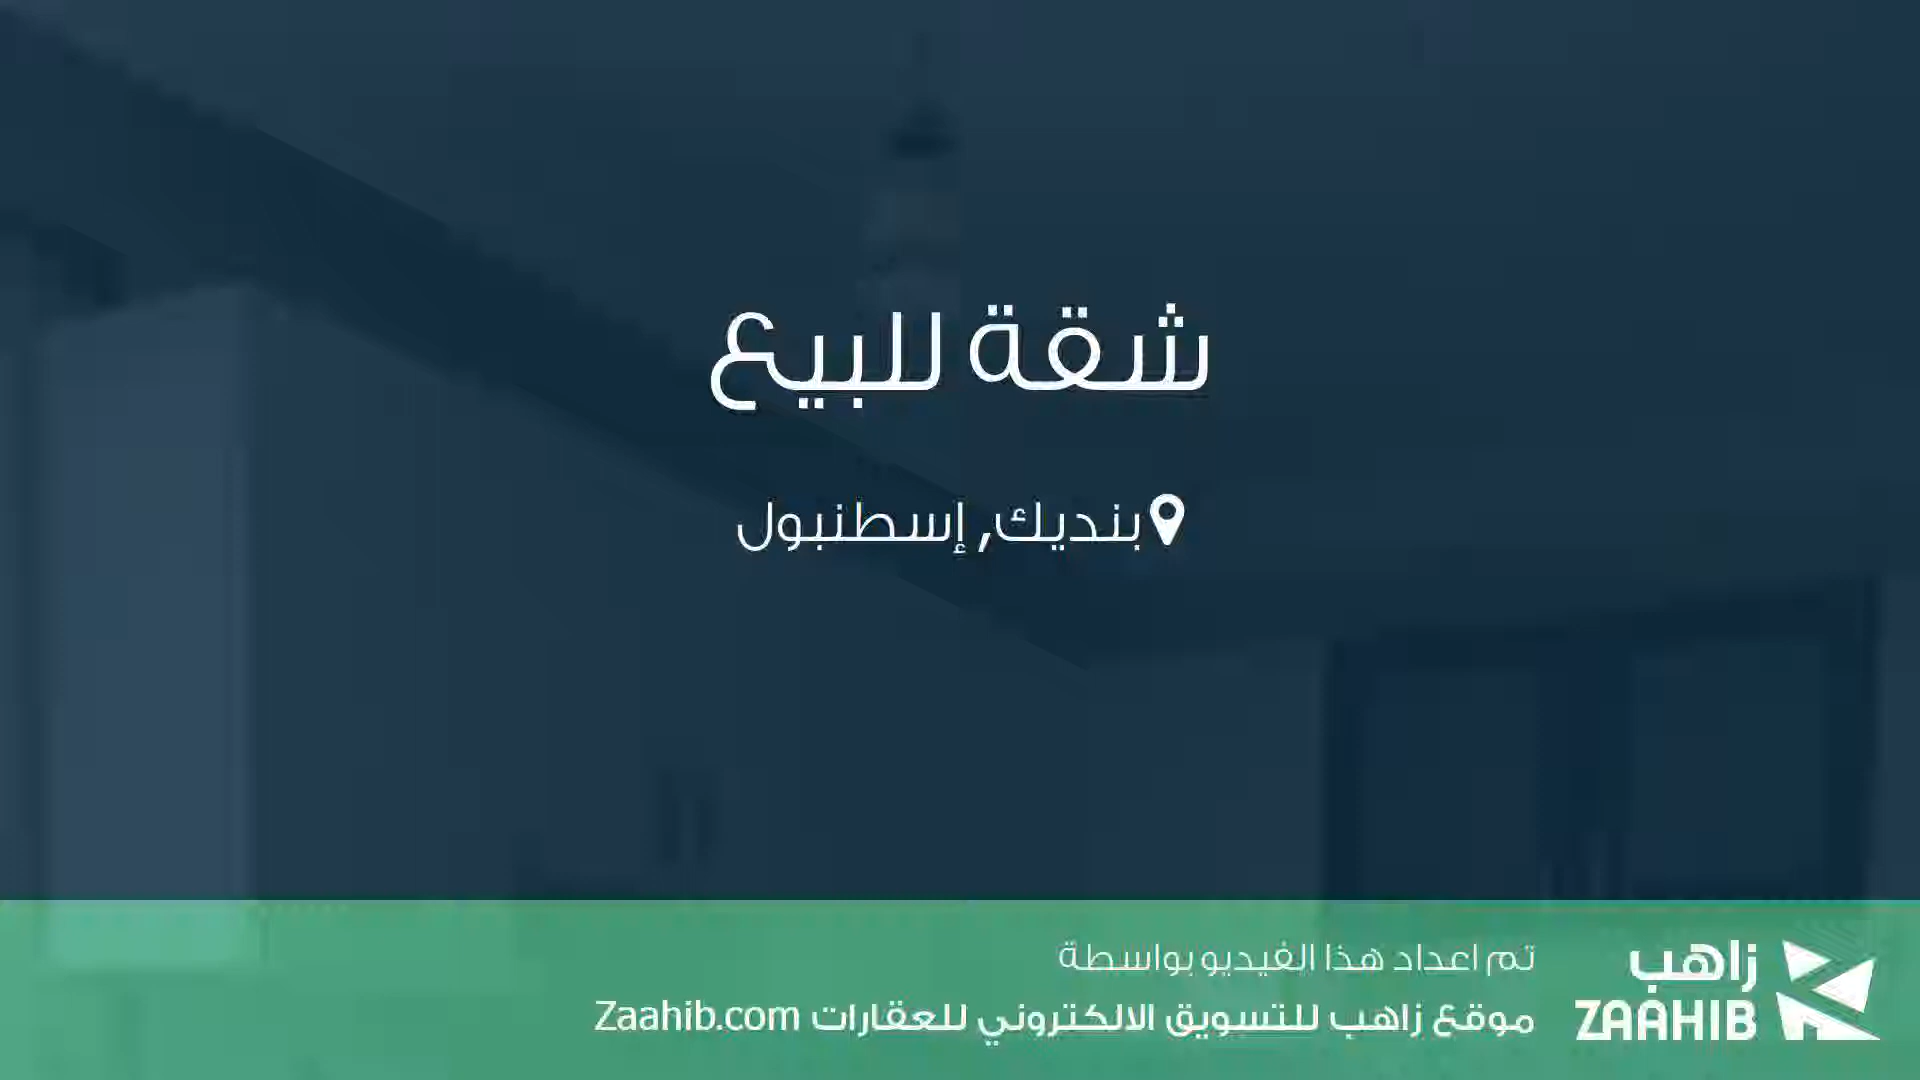 شقة للبيع
بنديك, إسطنبول
تم اعداد هذا الفيديو بواسطة
موقع زاهب للتسويق الالكتروني للعقارات Zaahib.com
زاهب
ZAAHIB